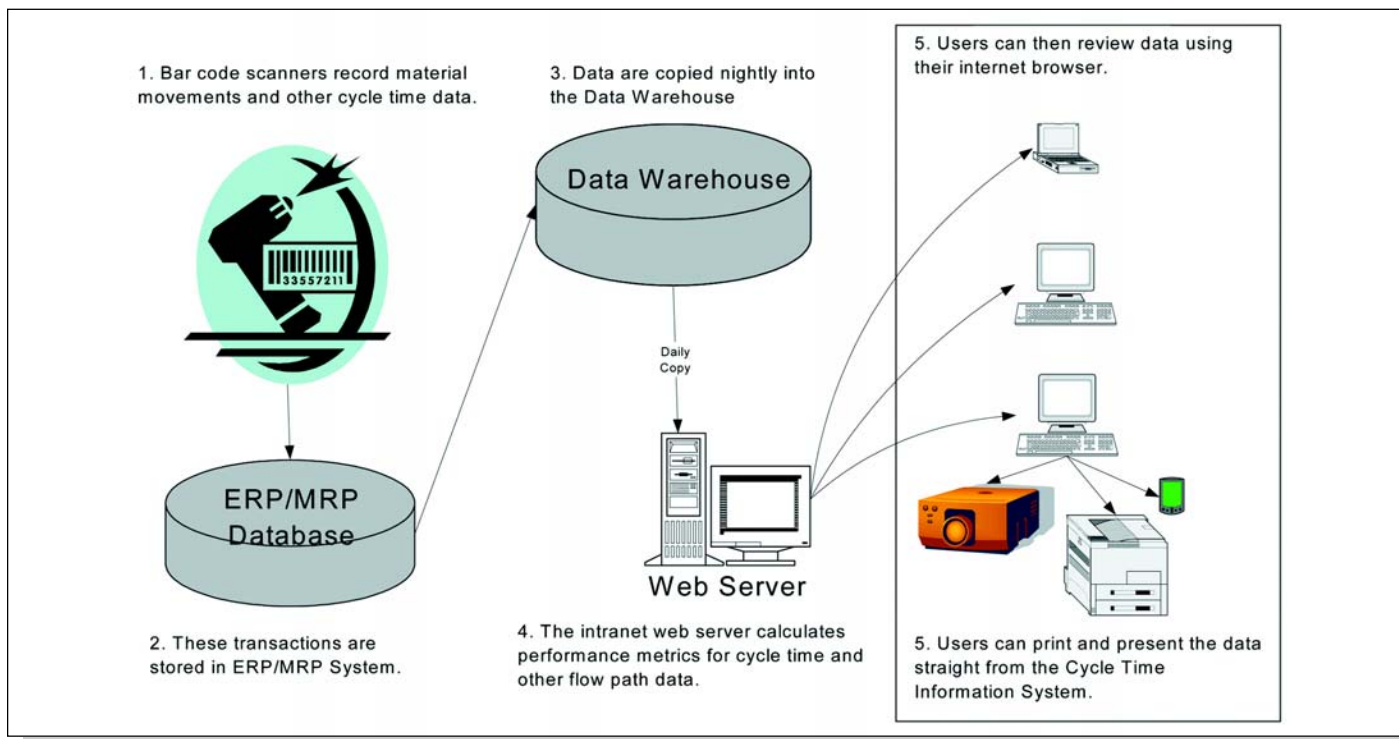 1. Bar code scanners record material
movements and other cycle time data.
33557211
ERP/MRP
Database
2. These transactions are
stored in ERP/MRP System.
3. Data are copied nightly into
the Data Warehouse
Data Warehouse
Daily
Copy
Web Server
4. The intranet web server calculates
performance metrics for cycle time and
other flow path data.
5. Users can then review data using
their internet browser.
5. Users can print and present the data
straight from the Cycle Time
Information System.